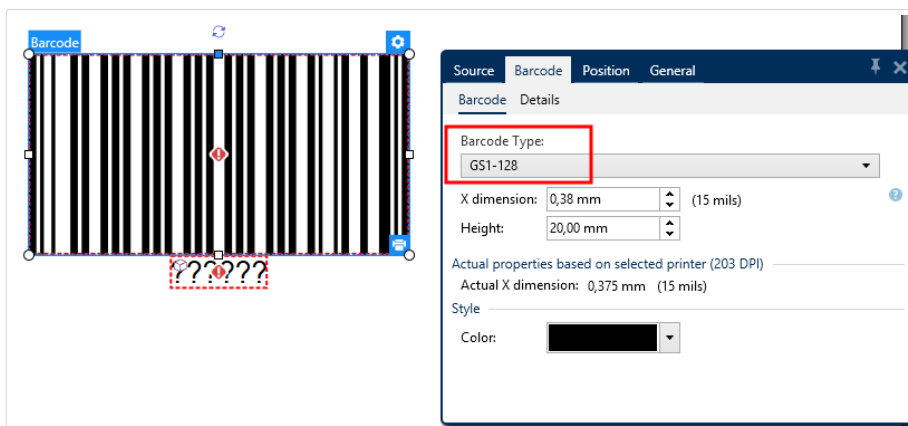 Barcode
??????
Source Barcode Position General
Barcode Details
Barcode Type:
GS1-128
X dimension: 0,38 mm (15 mils)
Height: 20,00 mm
Actual properties based on selected printer (203 DPI)
Actual X dimension: 0,375 mm (15 mils)
Style
Color: